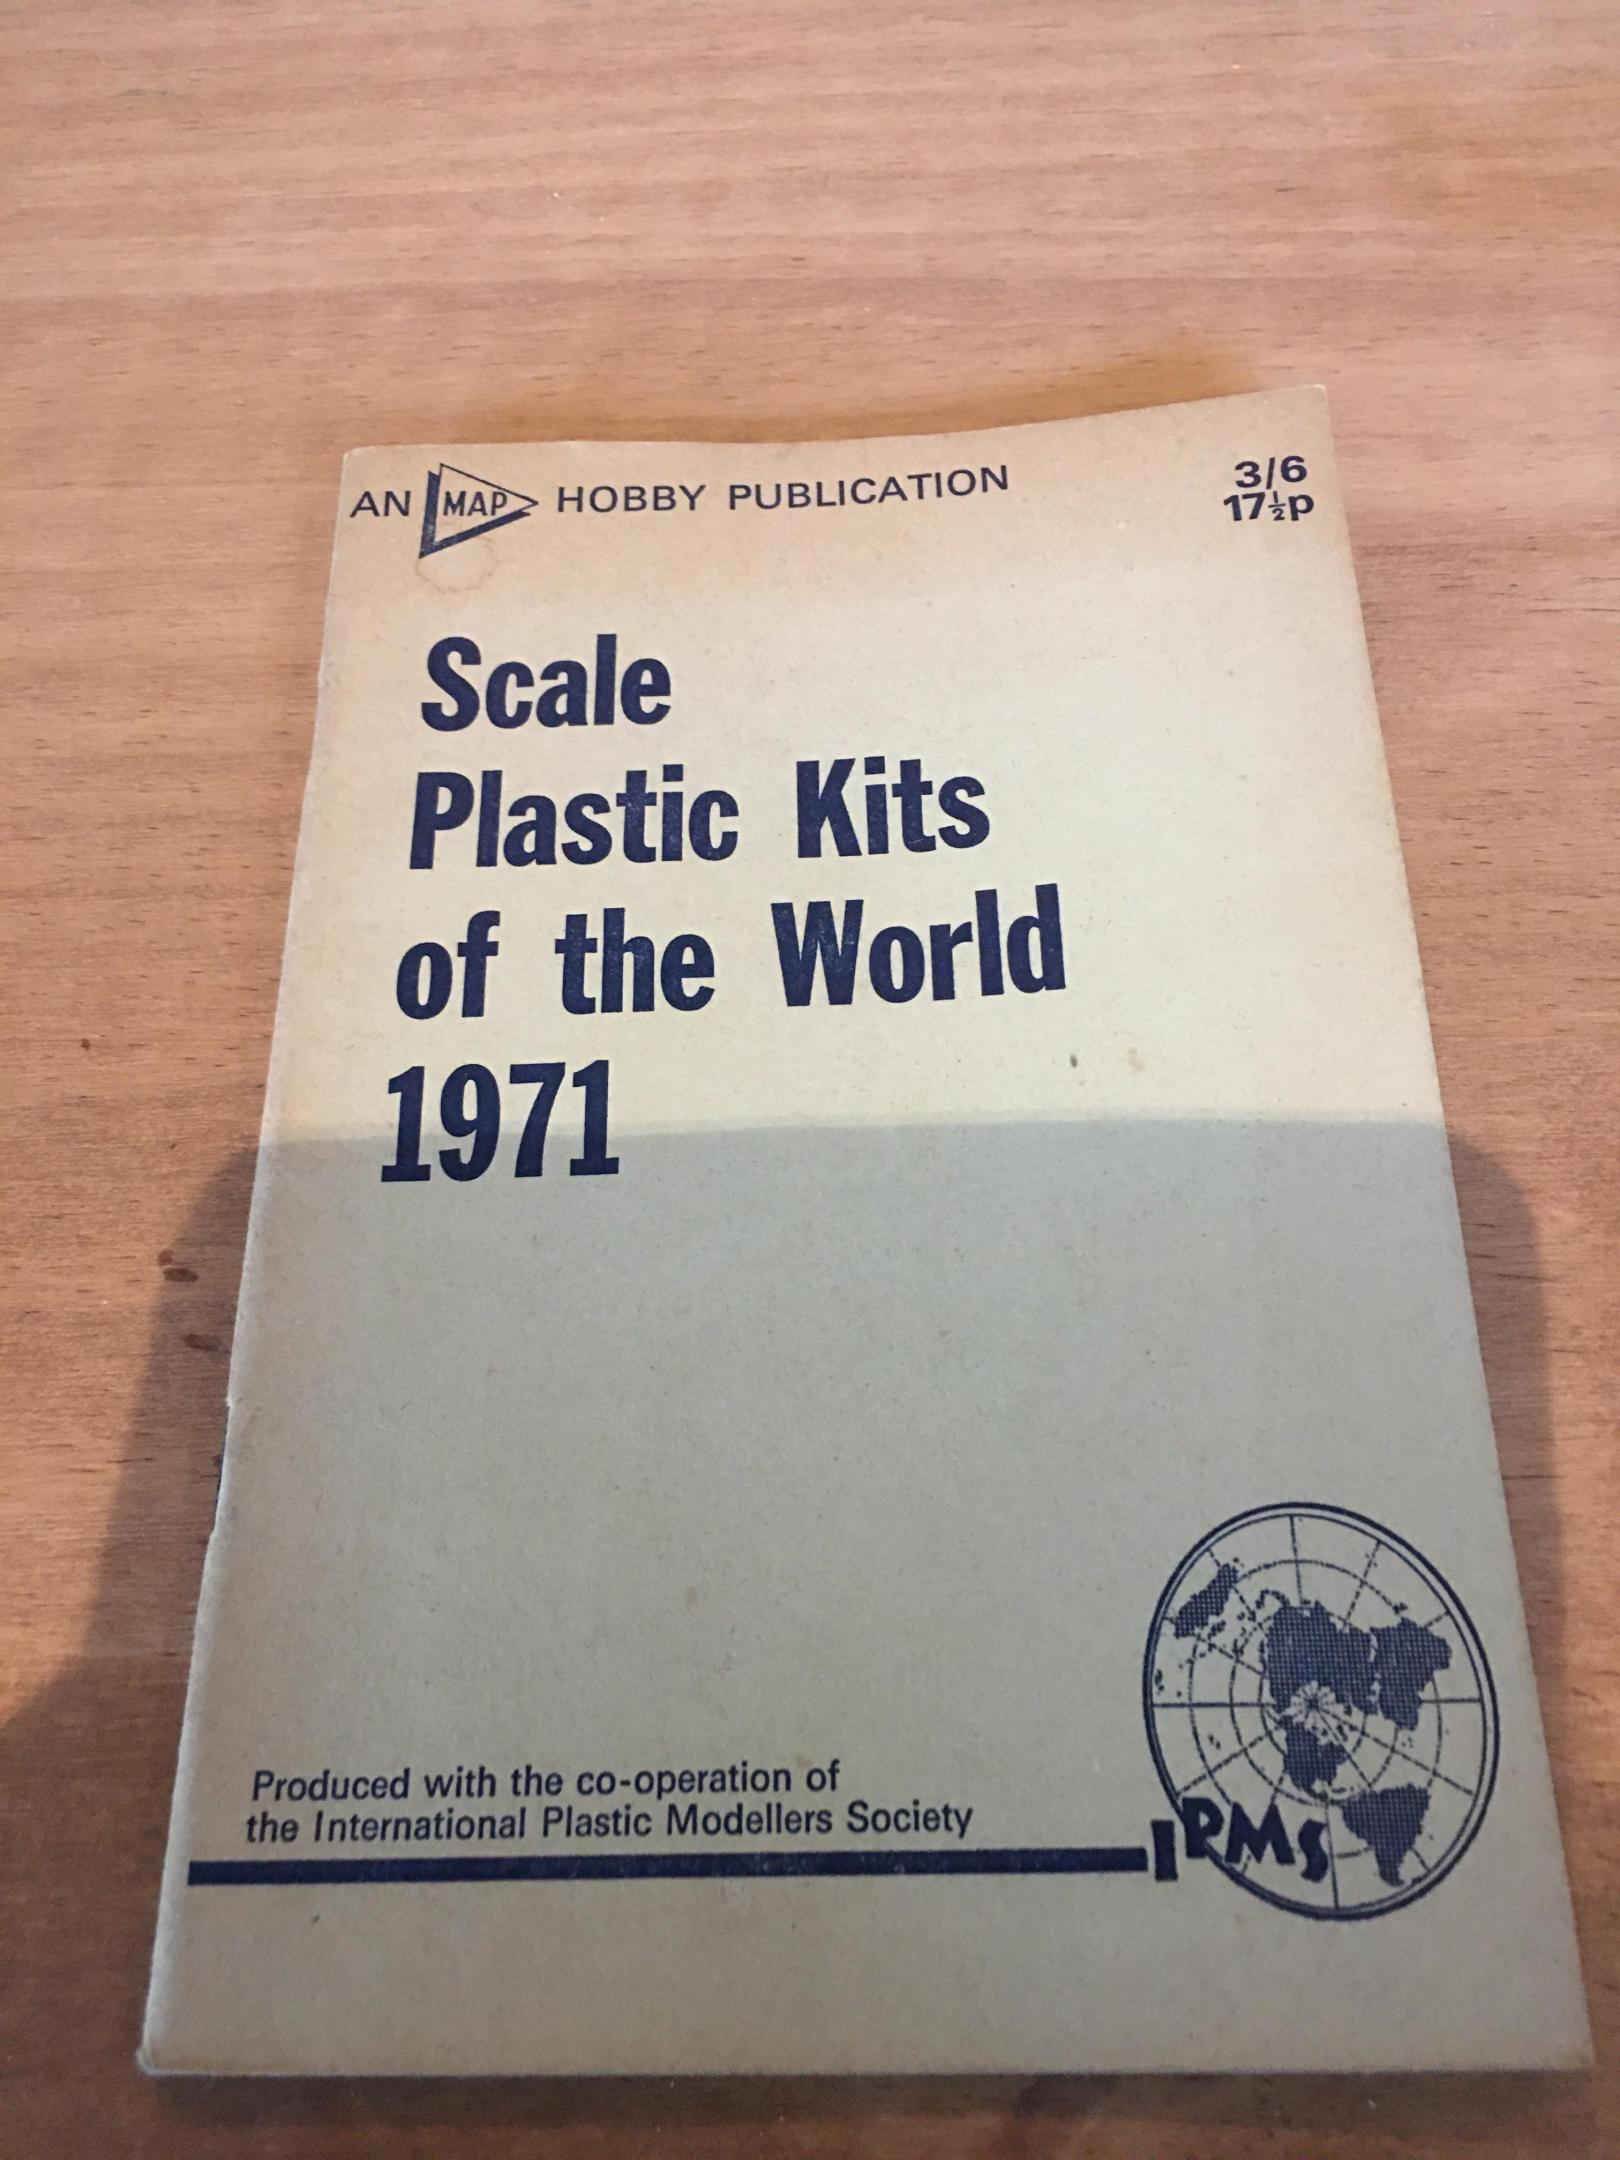 AN MAP HOBBY PUBLICATION
3/6
17½p
Scale
Plastic Kits
of the World
1971
Produced with the co-operation of
the International Plastic Modellers Society
IPMS